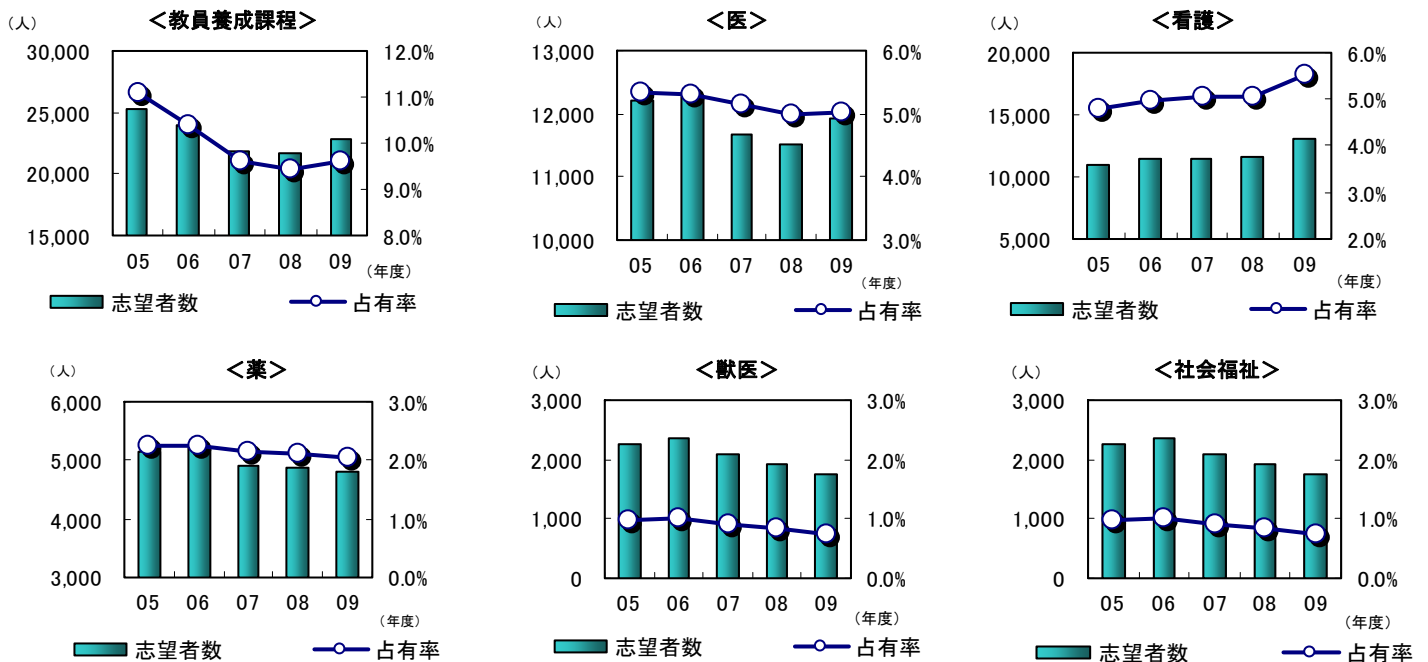 ＜教員養成課程＞
（人）
30,000
25,000
20,000
15,000
12.0%
11.0%
10.0%
9.0%
8.0%
05 06 07 08 09
（年度）
志望者数 占有率
＜医＞
（人）
13,000
12,000
11,000
10,000
6.0%
5.0%
4.0%
3.0%
05 06 07 08 09
（年度）
志望者数 占有率
＜看護＞
（人）
20,000
15,000
10,000
5,000
6.0%
5.0%
4.0%
3.0%
2.0%
05 06 07 08 09
（年度）
志望者数 占有率
＜薬＞
（人）
6,000
5,000
4,000
3,000
3.0%
2.0%
1.0%
0.0%
05 06 07 08 09
（年度）
志望者数 占有率
＜獣医＞
（人）
3,000
2,000
1,000
0
3.0%
2.0%
1.0%
0.0%
05 06 07 08 09
（年度）
志望者数 占有率
＜社会福祉＞
（人）
3,000
2,000
1,000
0
3.0%
2.0%
1.0%
0.0%
05 06 07 08 09
（年度）
志望者数 占有率